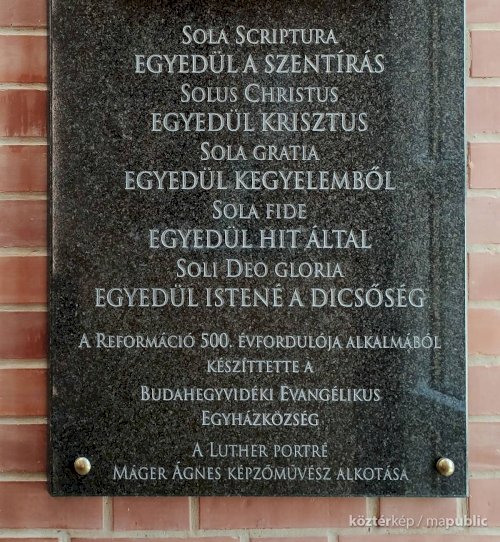 Sola Scriptura
EGYEDÜL A SZENTÍRÁS
Solus Christus
EGYEDÜL KRISZTUS
Sola gratia
EGYEDÜL KEGYELEMBŐL
Sola fide
EGYEDÜL HIT ÁLTAL
Soli Deo gloria
EGYEDÜL ISTENÉ A DICSŐSÉG
A Reformáció 500. évfordulója alkalmából
készíttette a
Budahegyvidéki Evangélikus
Egyházközség
A Luther portré
Máger Ágnes képzőművész alkotása
köztérkép / mapublic